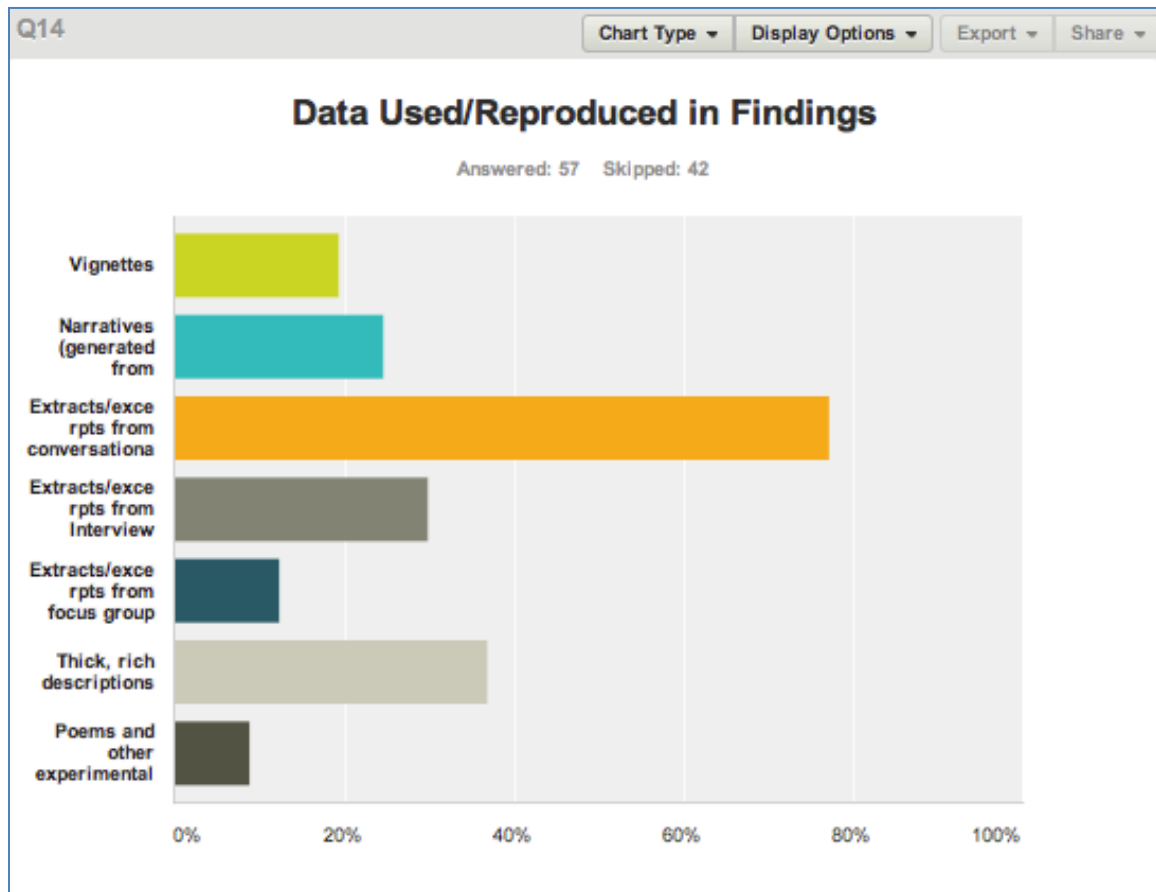 Q14
Chart Type Display Options Export Share
Data Used/Reproduced in Findings
Answered: 57 Skipped: 42
Vignettes
Narratives
(generated
from
Extracts/exce
rpts from
conversationa
Extracts/exce
rpts from
Interview
Extracts/exce
rpts from
focus group
Thick, rich
descriptions
Poems and
other
experimental
0% 20% 40% 60% 80% 100%